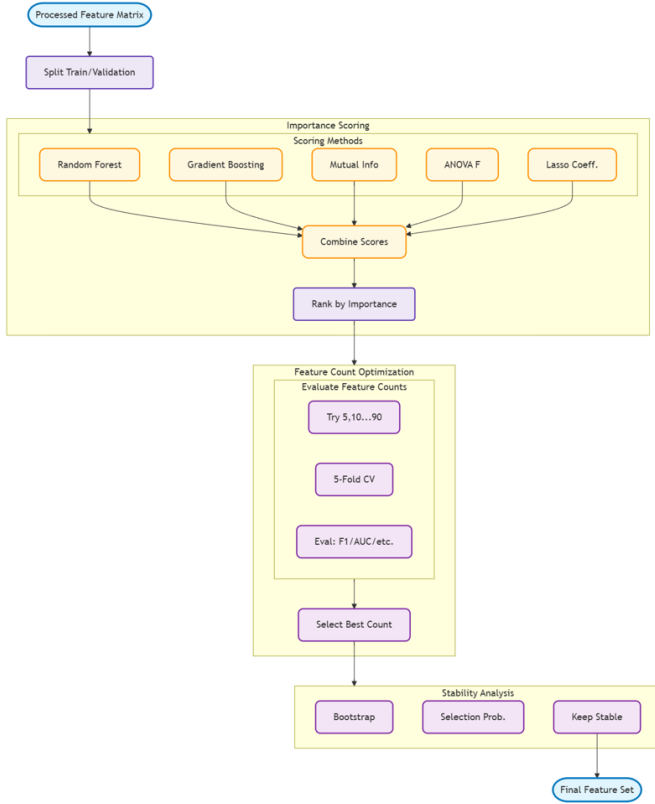 Processed Feature Matrix
Split Train/Validation
Importance Scoring
Scoring Methods
Random Forest
Gradient Boosting
Mutual Info
ANOVA F
Lasso Coeff.
Combine Scores
Rank by Importance
Feature Count Optimization
Evaluate Feature Counts
Try 5,10...90
5-Fold CV
Eval: F1/AUC/etc.
Select Best Count
Stability Analysis
Bootstrap
Selection Prob.
Keep Stable
Final Feature Set